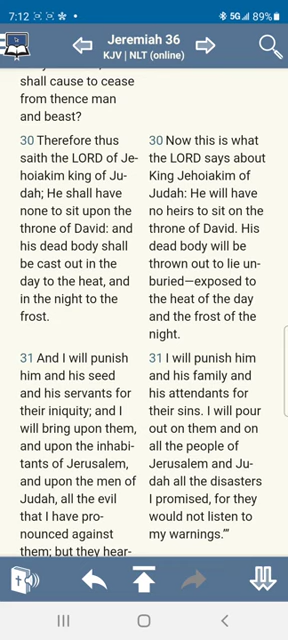 7:12
5G 89%
Jeremiah 36
KJV | NLT (online)
shall cause to cease
from thence man
and beast?
30 Therefore thus
saith the LORD of Je-
hoiakim king of Ju-
dah; He shall have
none to sit upon the
throne of David: and
his dead body shall
be cast out in the
day to the heat, and
in the night to the
frost.
30 Now this is what
the LORD says about
King Jehoiakim of
Judah: He will have
no heirs to sit on the
throne of David. His
dead body will be
thrown out to lie un-
buried—exposed to
the heat of the day
and the frost of the
night.
31 And I will punish
him and his seed
and his servants for
their iniquity; and I
will bring upon them,
and upon the inhabi-
tants of Jerusalem,
and upon the men of
Judah, all the evil
that I have pro-
nounced against
them; but they hear-
31 I will punish him
and his family and
his attendants for
their sins. I will pour
out on them and on
all the people of
Jerusalem and Ju-
dah all the disasters
I promised, for they
would not listen to
my warnings.’”